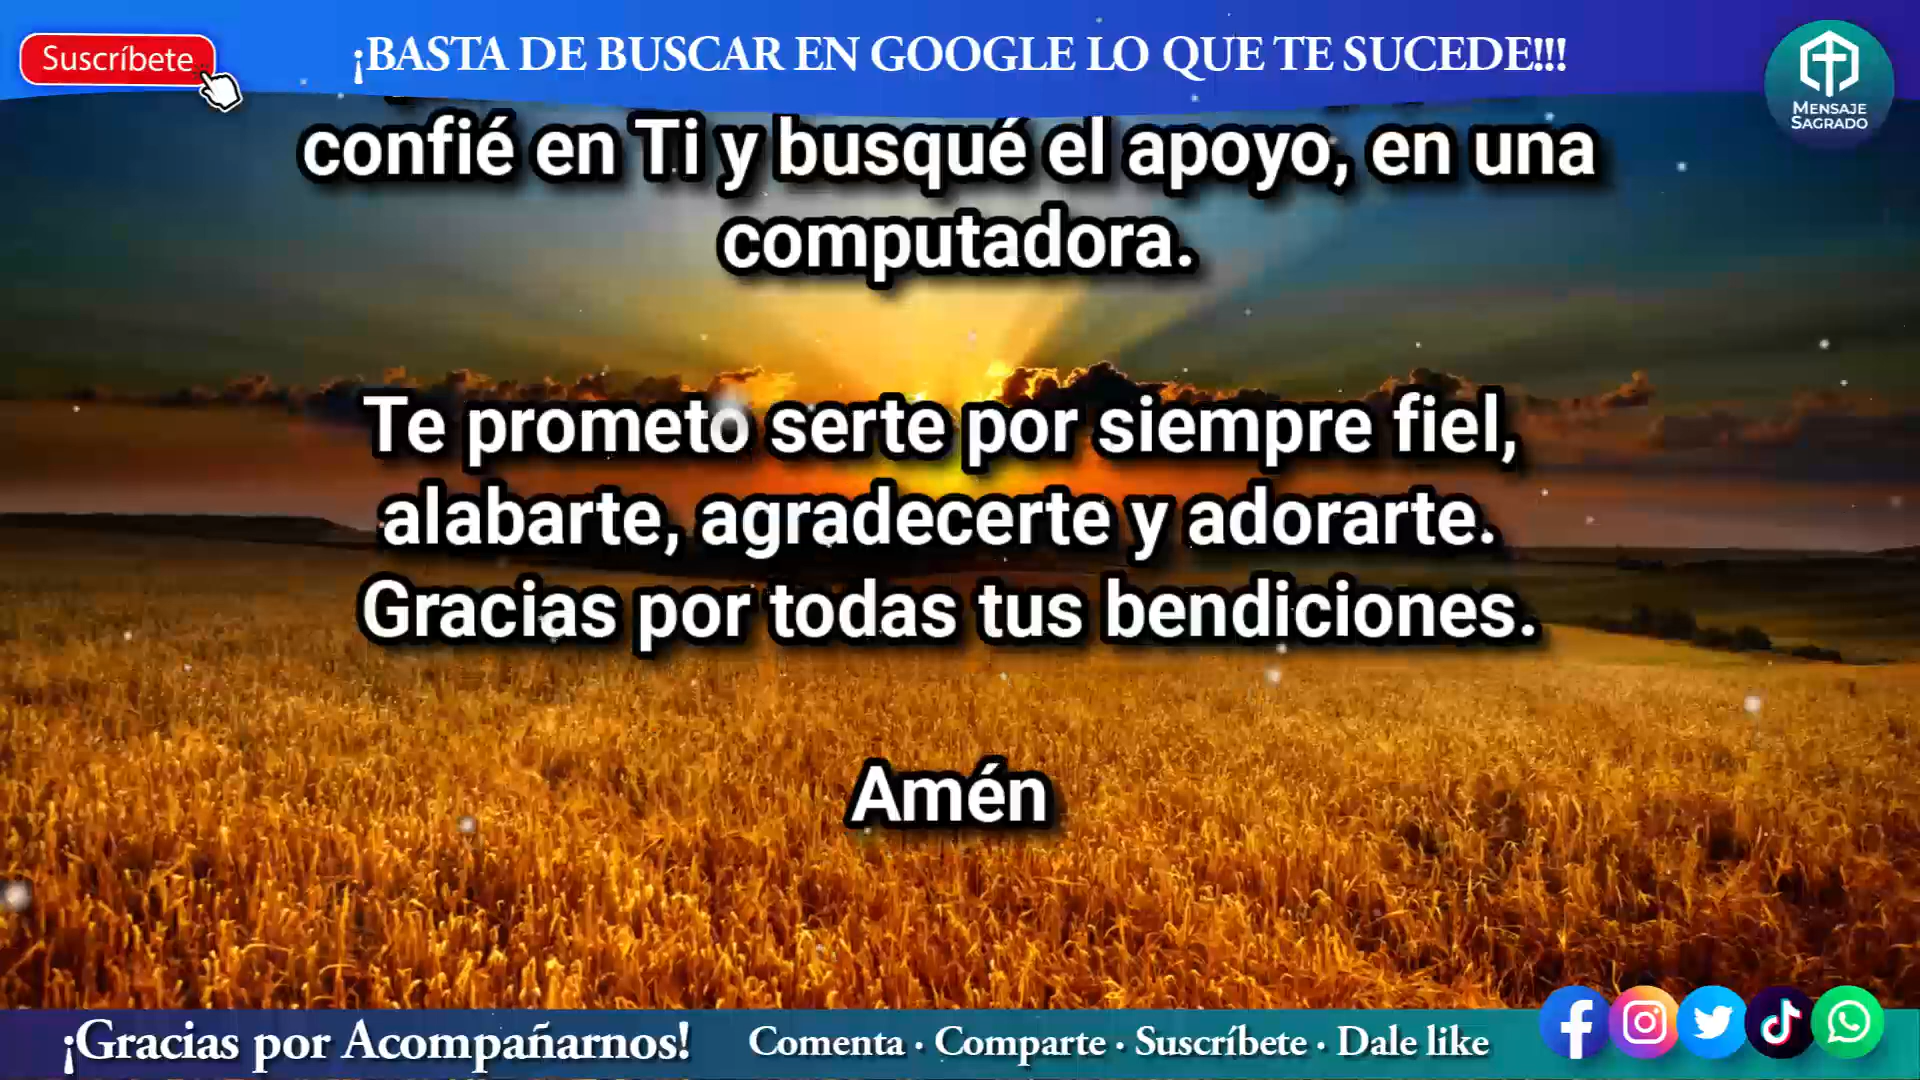 Suscríbete
¡BASTA DE BUSCAR EN GOOGLE LO QUE TE SUCEDE!!!
MENSAJE
SAGRADO
confié en Ti y busqué el apoyo, en una
computadora.
Te prometo serte por siempre fiel,
alabarte, agradecerte y adorarte.
Gracias por todas tus bendiciones.
Amén
¡Gracias por Acompañarnos!
Comenta · Comparte · Suscríbete · Dale like